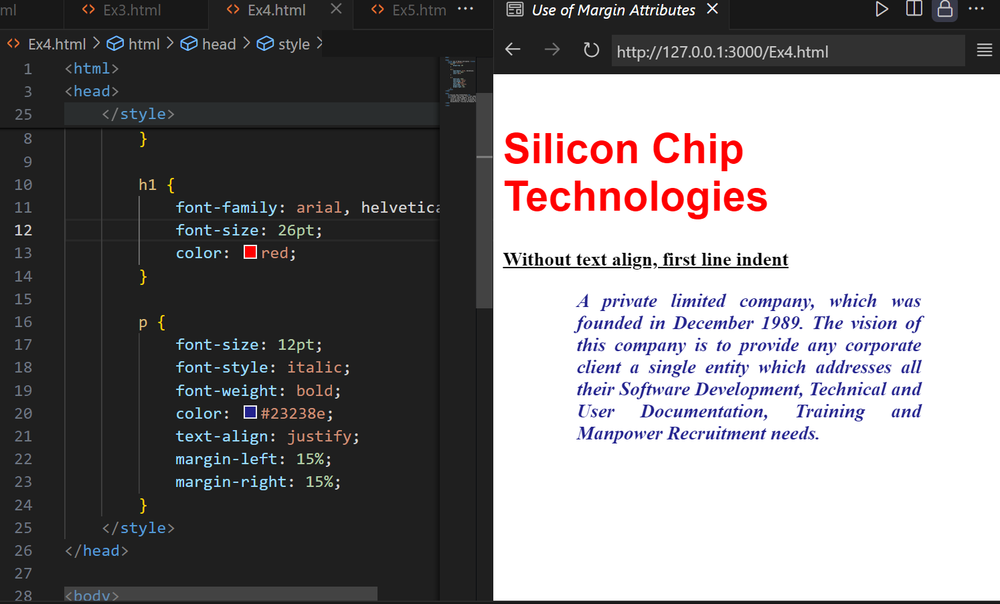 ml
Ex3.html
Ex4.html
Ex5.htm
Ex4.html > html > head > style >
1 <html>
3 <head>
25 </style>
8 }
9
10 h1 {
11 font-family: arial, helvetica
12 font-size: 26pt;
13 color: red;
14 }
15
16 p {
17 font-size: 12pt;
18 font-style: italic;
19 font-weight: bold;
20 color: #23238e;
21 text-align: justify;
22 margin-left: 15%;
23 margin-right: 15%;
24 }
25 </style>
26 </head>
27
28 <body>
Use of Margin Attributes
http://127.0.0.1:3000/Ex4.html
Silicon Chip
Technologies
Without text align, first line indent
A private limited company, which was
founded in December 1989. The vision of
this company is to provide any corporate
client a single entity which addresses all
their Software Development, Technical and
User Documentation, Training and
Manpower Recruitment needs.